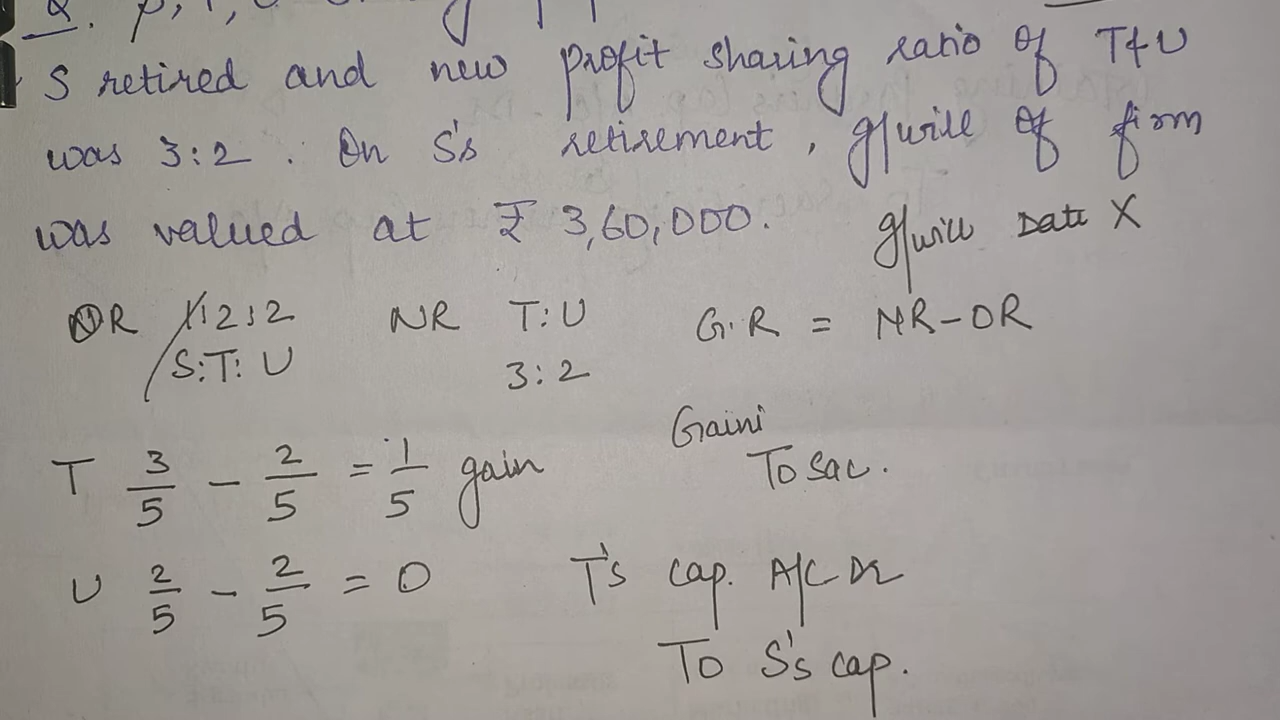 S retired and new profit sharing ratio of T&U
was 3:2. On S's retirement, g/will of firm
was valued at ₹ 3,60,000. g/will Date X
OR 1:2:2 NR T:U G.R = NR-OR
S:T:U 3:2
Gaini
T 3/5 - 2/5 = 1/5 gain To Sac.
U 2/5 - 2/5 = 0 T's cap. A/C Dr
To S's cap.